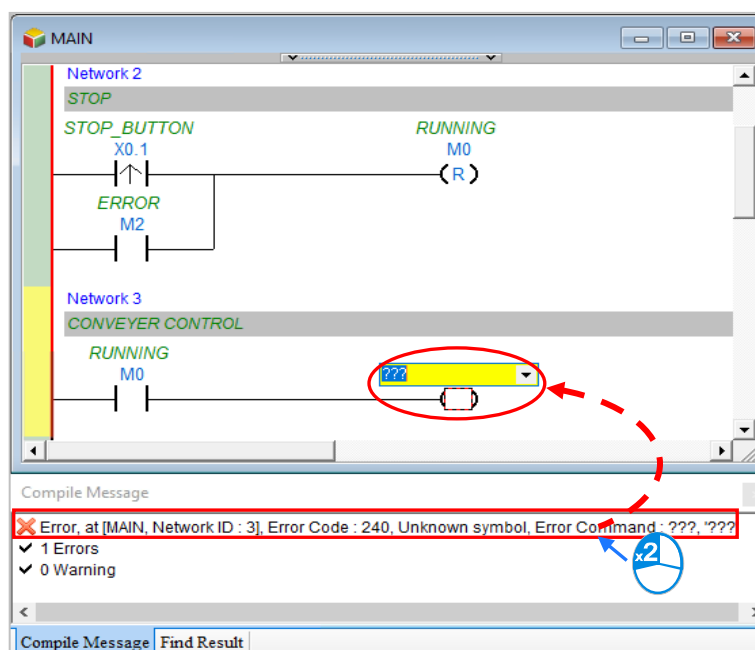 MAIN
Network 2
STOP
STOP_BUTTON RUNNING
X0.1 M0
R
ERROR
M2
Network 3
CONVEYER CONTROL
RUNNING
M0 ???
Compile Message
Error, at [MAIN, Network ID : 3], Error Code : 240, Unknown symbol, Error Command : ???, '???
1 Errors
0 Warning
x2
Compile Message Find Result